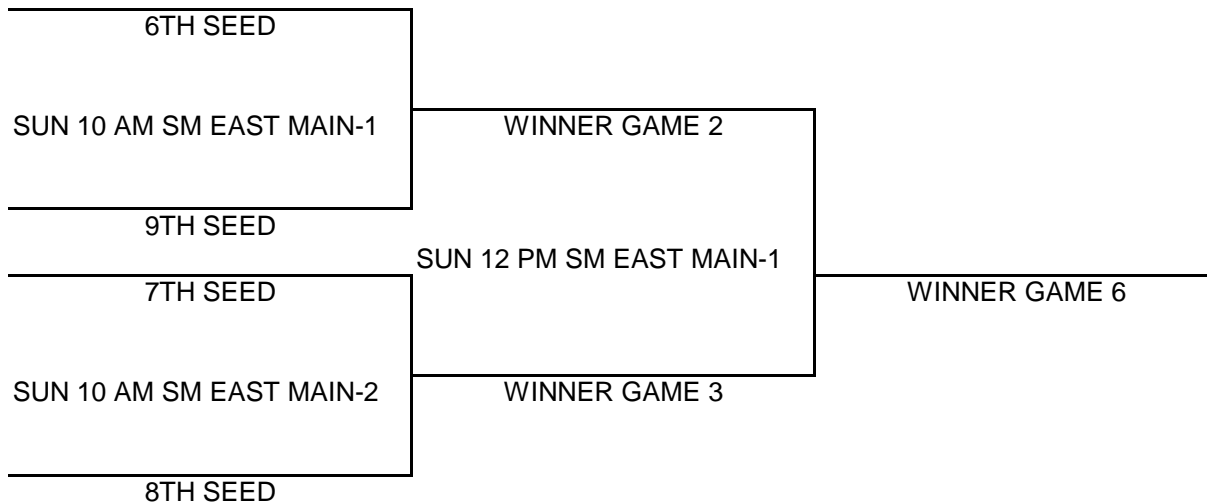 6TH SEED
SUN 10 AM SM EAST MAIN-1
WINNER GAME 2
9TH SEED
SUN 12 PM SM EAST MAIN-1
7TH SEED
WINNER GAME 6
SUN 10 AM SM EAST MAIN-2
WINNER GAME 3
8TH SEED